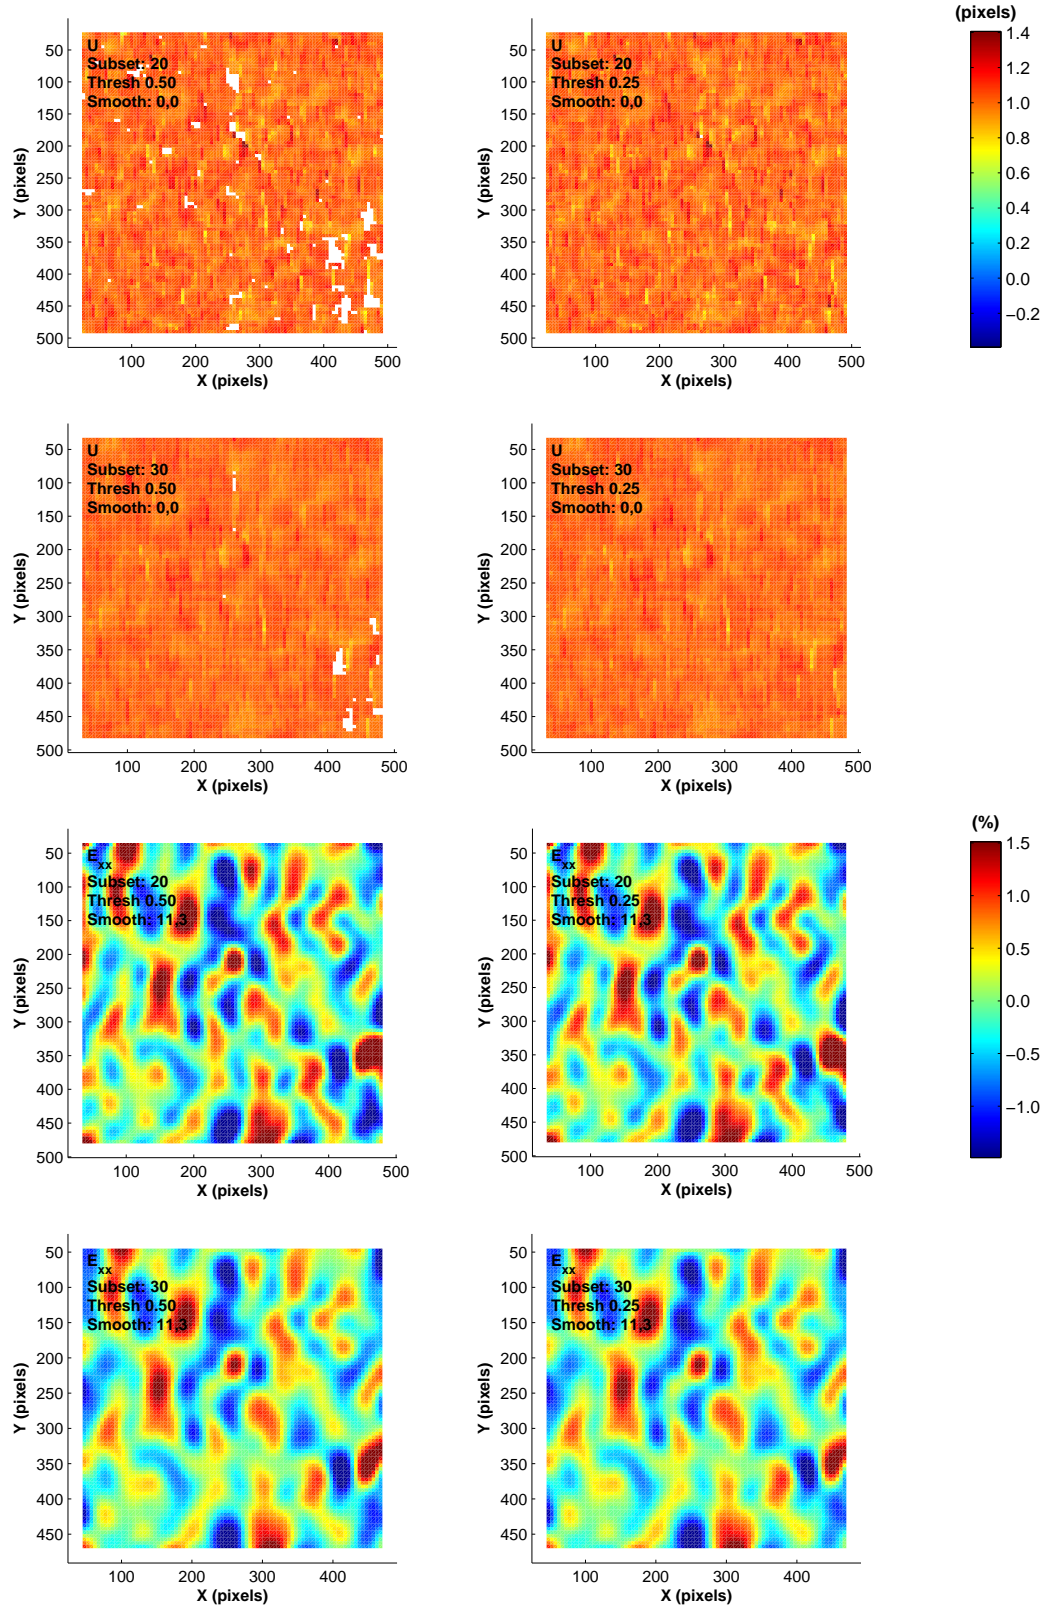 (pixels)
U
Subset: 20
Thresh 0.50
Smooth: 0,0
50
100
150
200
250
300
350
400
450
500
100
200
300
400
500
X (pixels)
Y (pixels)
U
Subset: 20
Thresh 0.25
Smooth: 0,0
50
100
150
200
250
300
350
400
450
500
100
200
300
400
500
X (pixels)
Y (pixels)
1.4
1.2
1.0
0.8
0.6
0.4
0.2
0.0
−0.2
U
Subset: 30
Thresh 0.50
Smooth: 0,0
50
100
150
200
250
300
350
400
450
500
100
200
300
400
500
X (pixels)
Y (pixels)
U
Subset: 30
Thresh 0.25
Smooth: 0,0
50
100
150
200
250
300
350
400
450
500
100
200
300
400
500
X (pixels)
Y (pixels)
(%)
E_xx
Subset: 20
Thresh 0.50
Smooth: 11,3
50
100
150
200
250
300
350
400
450
500
100
200
300
400
500
X (pixels)
Y (pixels)
E_xx
Subset: 20
Thresh 0.25
Smooth: 11,3
50
100
150
200
250
300
350
400
450
500
100
200
300
400
500
X (pixels)
Y (pixels)
1.5
1.0
0.5
0.0
−0.5
−1.0
E_xx
Subset: 30
Thresh 0.50
Smooth: 11,3
50
100
150
200
250
300
350
400
450
100
200
300
400
X (pixels)
Y (pixels)
E_xx
Subset: 30
Thresh 0.25
Smooth: 11,3
50
100
150
200
250
300
350
400
450
100
200
300
400
X (pixels)
Y (pixels)